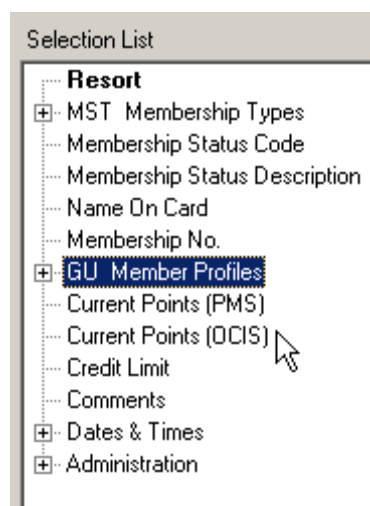 Selection List
Resort
MST Membership Types
Membership Status Code
Membership Status Description
Name On Card
Membership No.
GU Member Profiles
Current Points (PMS)
Current Points (OCIS)
Credit Limit
Comments
Dates & Times
Administration